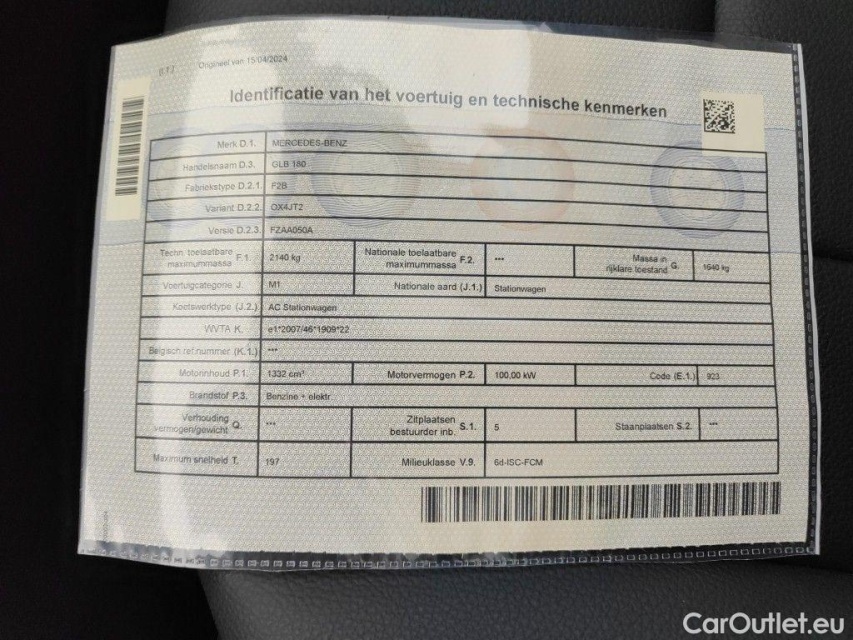 Origineel van 15/04/2024
Identificatie van het voertuig en technische kenmerken
Merk D.1. MERCEDES-BENZ
Handelsnaam D.3. GLB 180
Fabriekstype D.2.1 F2B
Variant D.2.2. OX4JT2
Versie D.2.3. FZAA050A
Techn. toelaatbare maximummassa F.1. 2140 kg Nationale toelaatbare maximummassa F.2. --- Massa in rijklare toestand G. 1640 kg
Voertuigcategorie J. M1 Nationale aard (J.1.) Stationwagen
Koetswerktype (J.2.) AC Stationwagen
WVTA K. e1*2007/46*1909*22
Belgisch ref.nummer (K.1.) ---
Motorinhoud P.1. 1332 cm³ Motorvermogen P.2. 100,00 kW Code (E.1.) 923
Brandstof P.3. Benzine + elektr.
Verhouding vermogen/gewicht Q. --- Zitplaatsen bestuurder inb. S.1. 5 Staanplaatsen S.2. ---
Maximum snelheid T. 197 Milieuklasse V.9. 6d-ISC-FCM
CarOutlet.eu